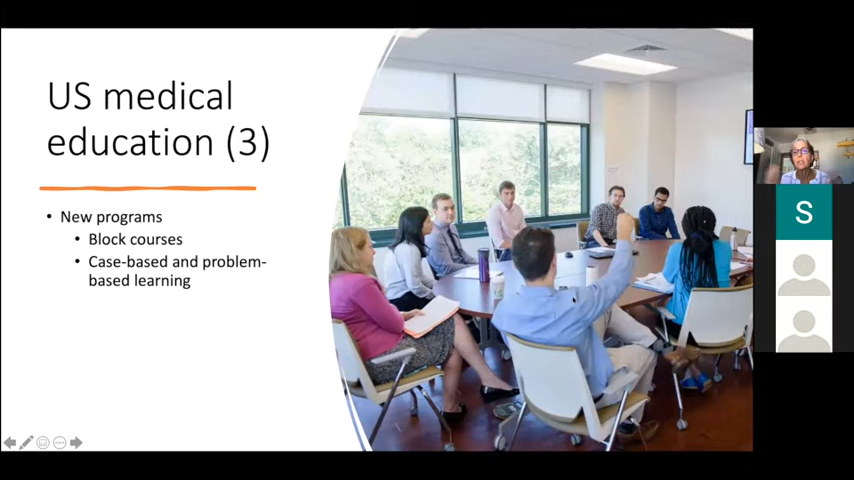 US medical
education (3)
• New programs
• Block courses
• Case-based and problem-
based learning
S